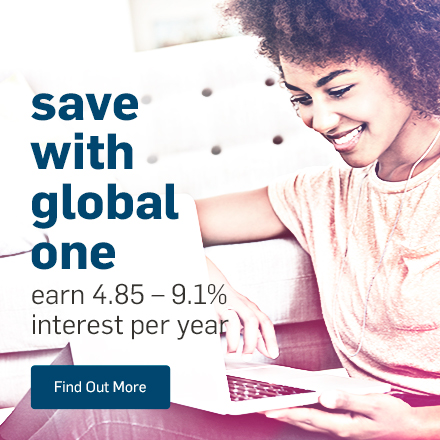 save
with
global
one
earn 4.85 – 9.1%
interest per year
Find Out More